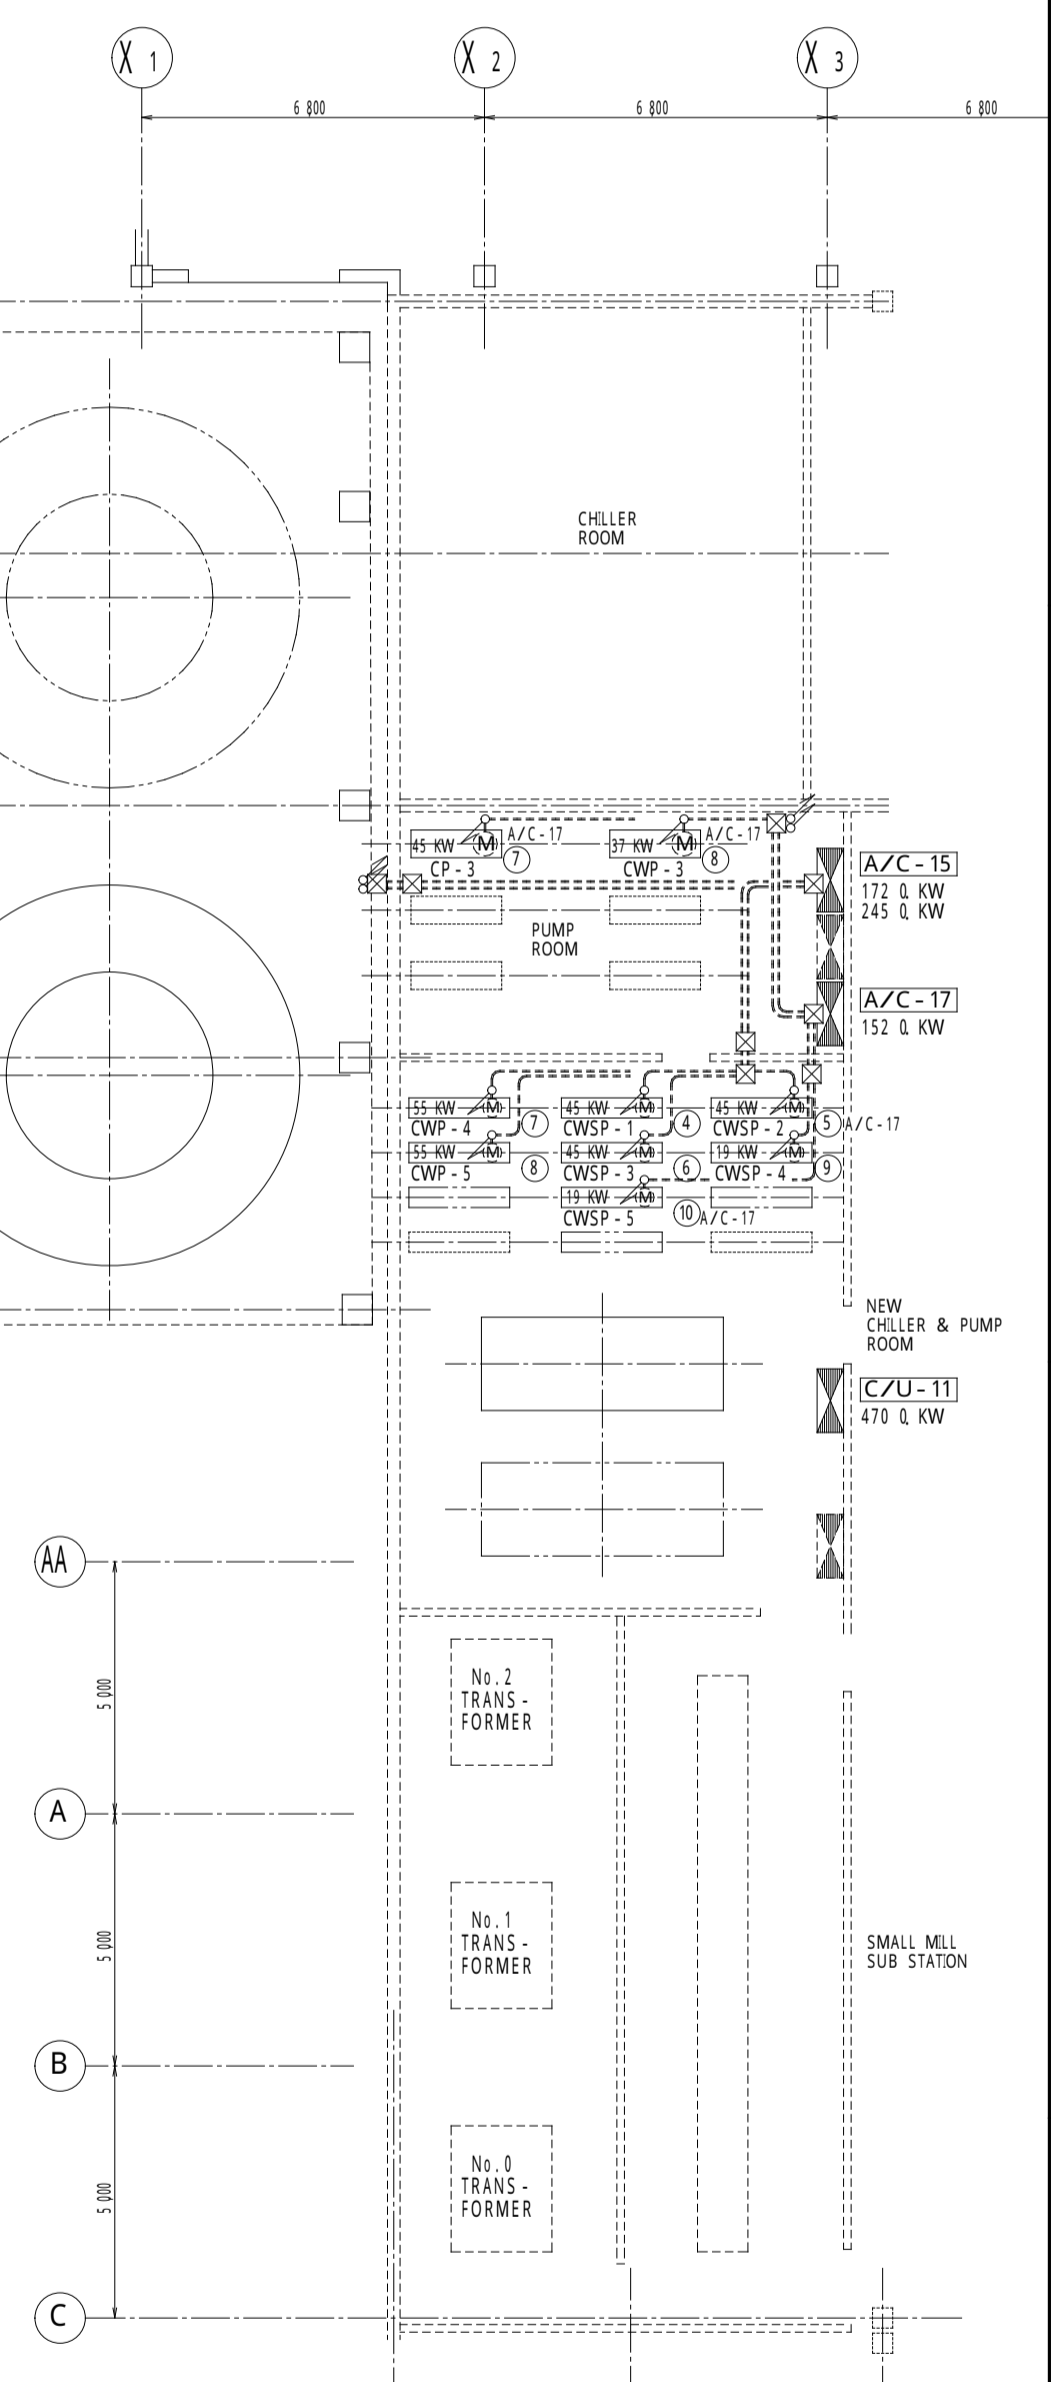 X 1
X 2
X 3
6 800
6 800
6 800
CHILLER
ROOM
45 KW
M
A/C-17
7
CP-3
37 KW
M
A/C-17
8
CWP-3
A/C-15
172 0. KW
245 0. KW
PUMP
ROOM
A/C-17
152 0. KW
55 KW
M
7
CWP-4
45 KW
M
4
CWSP-1
45 KW
M
5
A/C-17
CWSP-2
55 KW
M
8
CWP-5
45 KW
M
6
CWSP-3
19 KW
M
9
CWSP-4
19 KW
M
10
A/C-17
CWSP-5
NEW
CHILLER & PUMP
ROOM
C/U-11
470 0. KW
AA
5 000
No.2
TRANS-
FORMER
A
5 000
No.1
TRANS-
FORMER
SMALL MILL
SUB STATION
B
5 000
No.0
TRANS-
FORMER
C